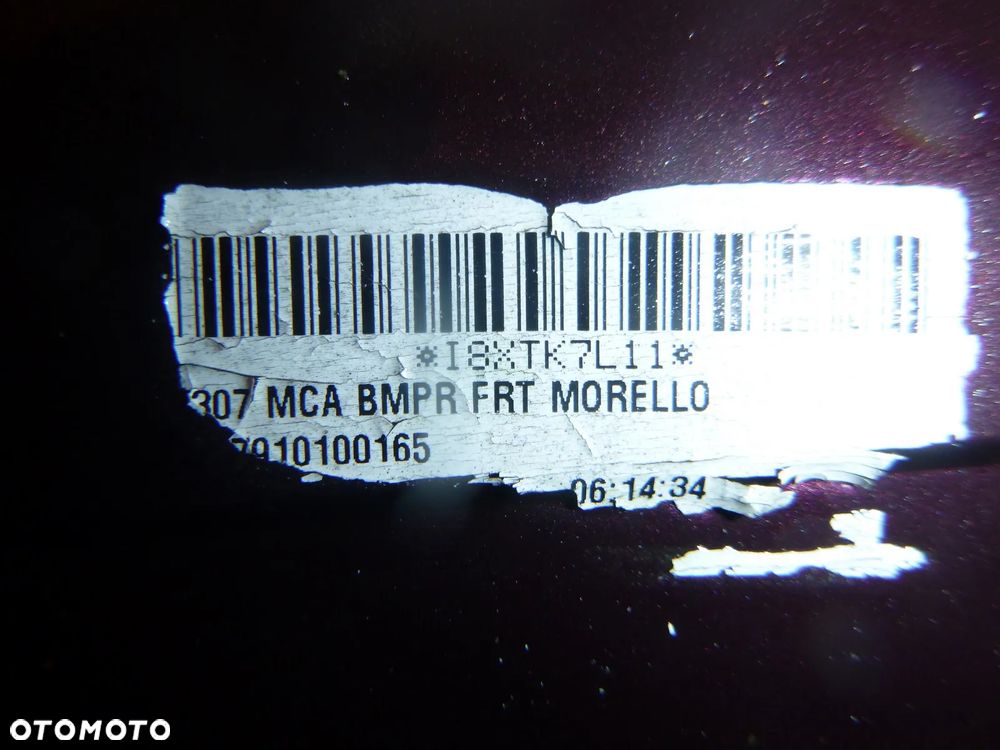 *I8XTK7L11*
307 MCA BMPR FRT MORELLO
7910100165
06:14:34
OTOMOTO